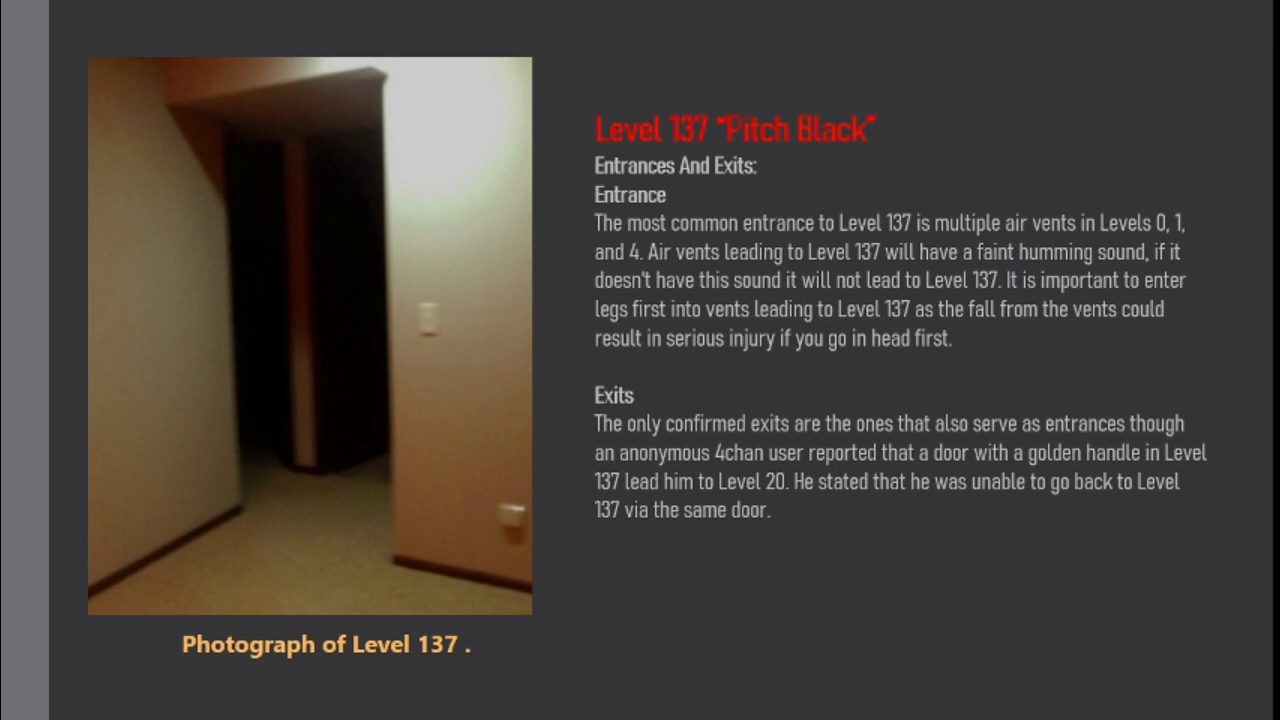 Level 137 “Pitch Black”
Entrances And Exits:
Entrance
The most common entrance to Level 137 is multiple air vents in Levels 0, 1,
and 4. Air vents leading to Level 137 will have a faint humming sound, if it
doesn't have this sound it will not lead to Level 137. It is important to enter
legs first into vents leading to Level 137 as the fall from the vents could
result in serious injury if you go in head first.
Exits
The only confirmed exits are the ones that also serve as entrances though
an anonymous 4chan user reported that a door with a golden handle in Level
137 lead him to Level 20. He stated that he was unable to go back to Level
137 via the same door.
Photograph of Level 137 .